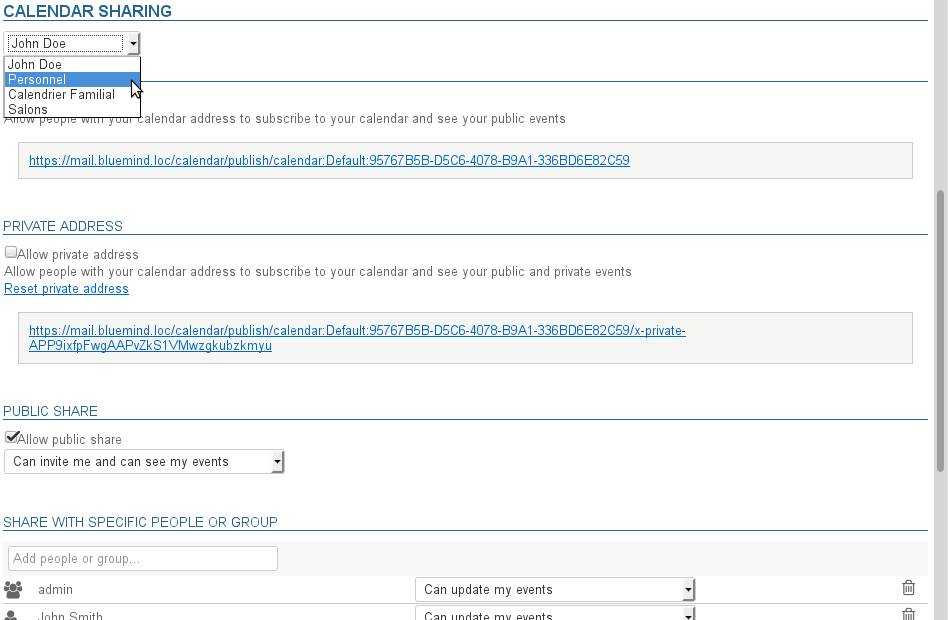 CALENDAR SHARING
John Doe
John Doe
Personnel
Calendrier Familial
Salons
Allow people with your calendar address to subscribe to your calendar and see your public events
https://mail.bluemind.loc/calendar/publish/calendar:Default:95767B5B-D5C6-4078-B9A1-336BD6E82C59
PRIVATE ADDRESS
Allow private address
Allow people with your calendar address to subscribe to your calendar and see your public and private events
Reset private address
https://mail.bluemind.loc/calendar/publish/calendar:Default:95767B5B-D5C6-4078-B9A1-336BD6E82C59/x-private-
APP9ixfpFwgAAPvZkS1VMwzgkubzkmyu
PUBLIC SHARE
Allow public share
Can invite me and can see my events
SHARE WITH SPECIFIC PEOPLE OR GROUP
Add people or group...
admin Can update my events
John Smith Can update my events